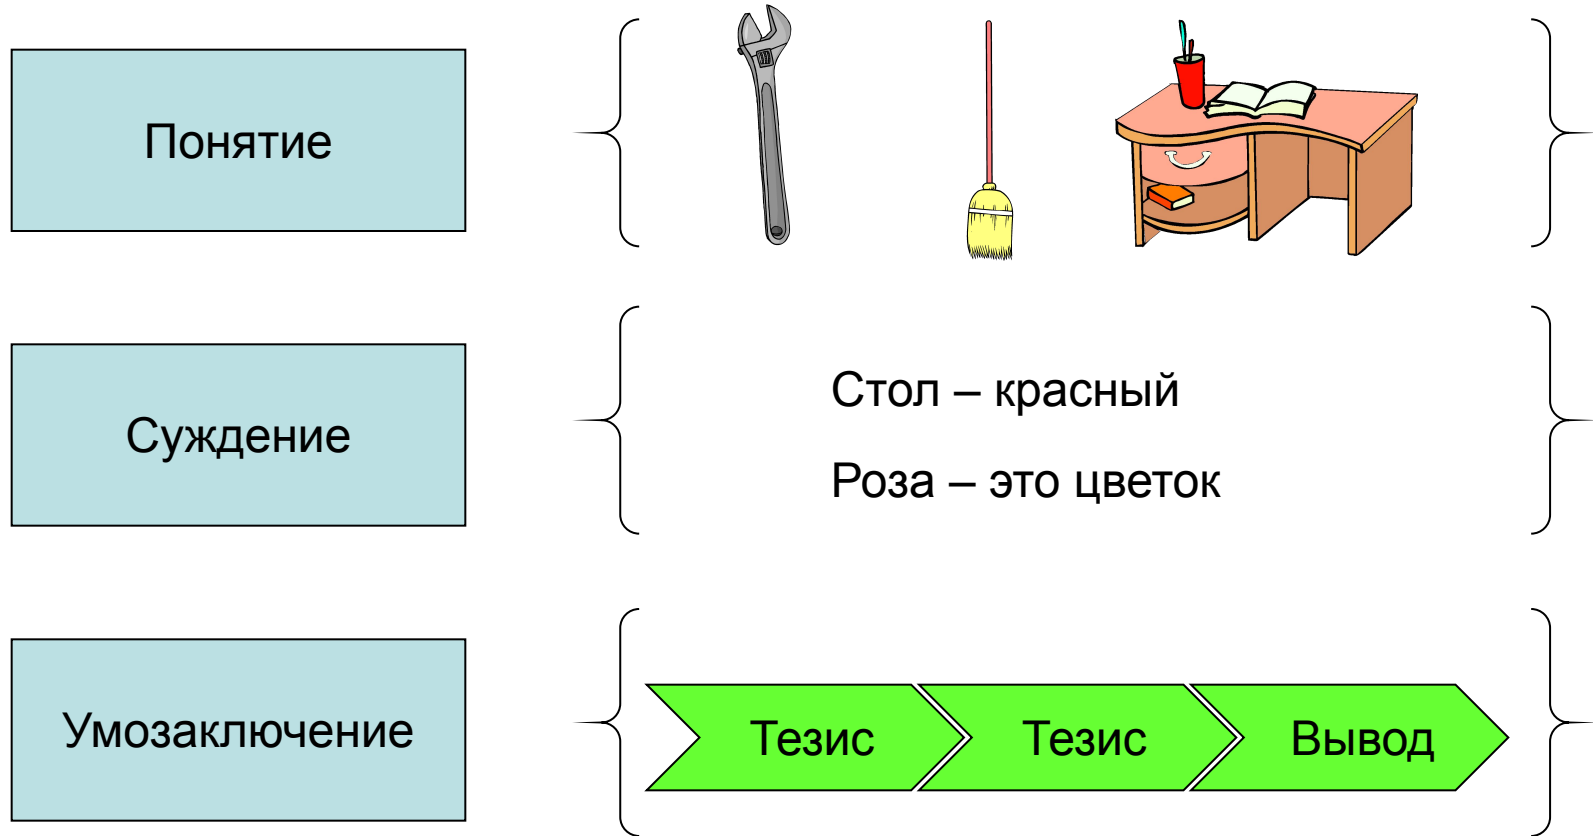 Понятие
Суждение
Стол – красный
Роза – это цветок
Умозаключение
Тезис
Тезис
Вывод